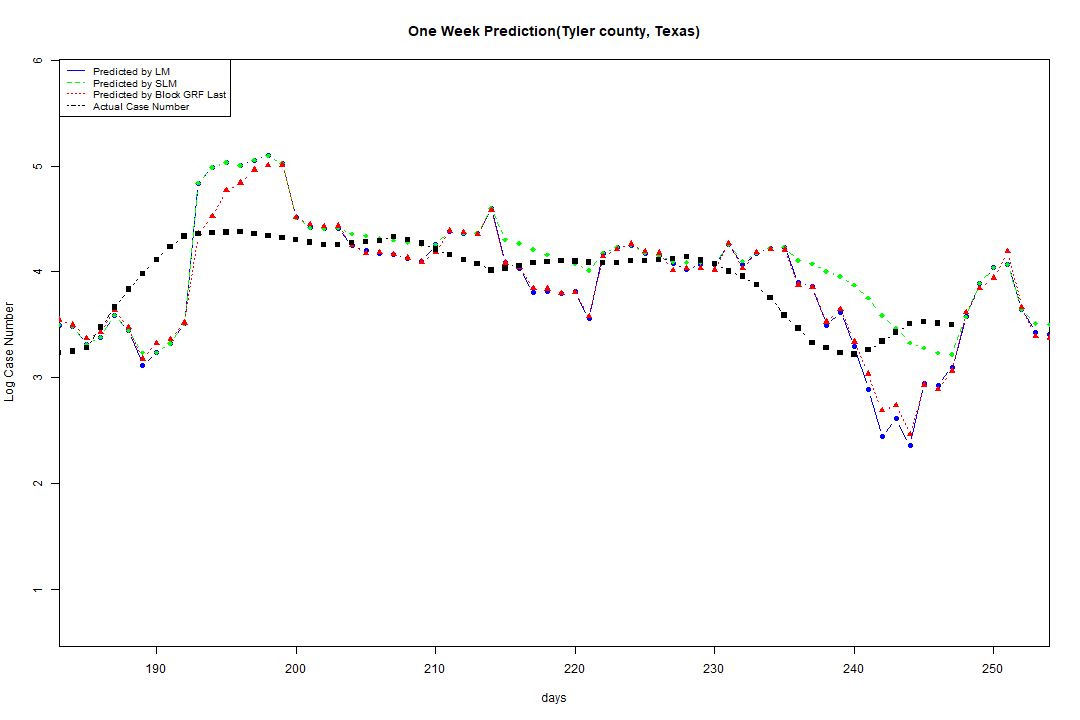 One Week Prediction(Tyler county, Texas)
Predicted by LM
Predicted by SLM
Predicted by Block GRF Last
Actual Case Number
6
5
4
3
2
1
Log Case Number
190 200 210 220 230 240 250
days